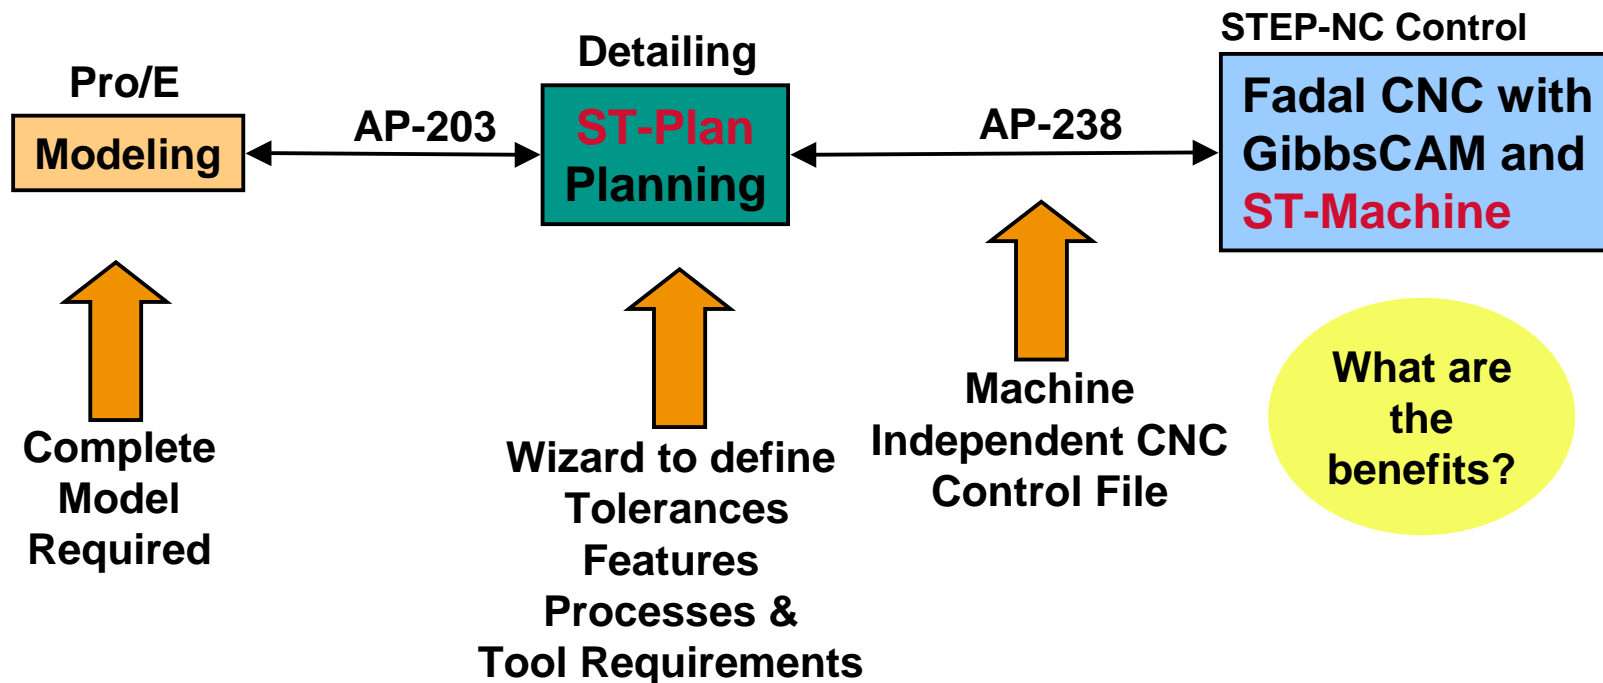 Pro/E
Modeling
AP-203
Detailing
ST-Plan
Planning
AP-238
STEP-NC Control
Fadal CNC with
GibbsCAM and
ST-Machine
Complete
Model
Required
Wizard to define
Tolerances
Features
Processes &
Tool Requirements
Machine
Independent CNC
Control File
What are
the
benefits?